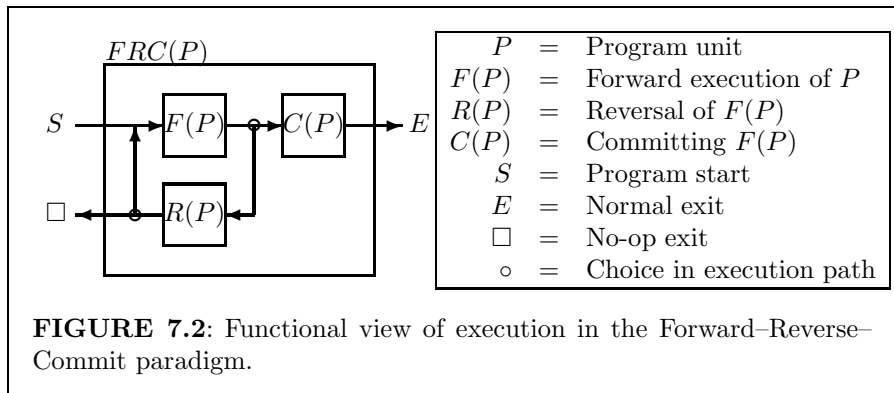 FRC(P)
S F(P) C(P) E
□ R(P)
P = Program unit
F(P) = Forward execution of P
R(P) = Reversal of F(P)
C(P) = Committing F(P)
S = Program start
E = Normal exit
□ = No-op exit
∘ = Choice in execution path
FIGURE 7.2: Functional view of execution in the Forward–Reverse–
Commit paradigm.